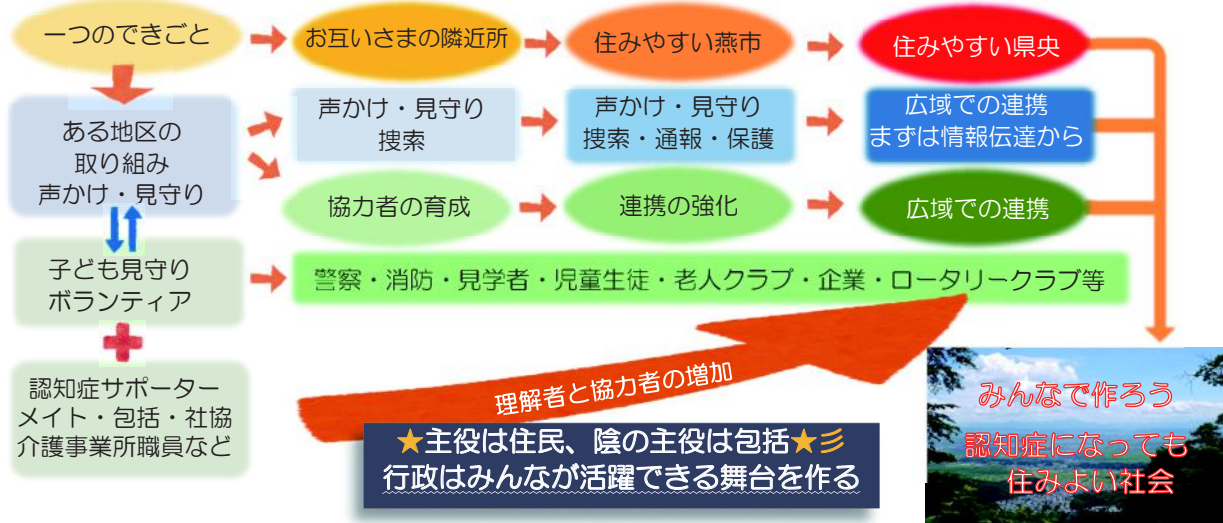 一つのできごと
お互いさまの隣近所
住みやすい燕市
住みやすい県央
ある地区の
取り組み
声かけ・見守り
声かけ・見守り
捜索
声かけ・見守り
捜索・通報・保護
広域での連携
まずは情報伝達から
協力者の育成
連携の強化
広域での連携
子ども見守り
ボランティア
警察・消防・見学者・児童生徒・老人クラブ・企業・ロータリークラブ等
認知症サポーター
メイト・包括・社協
介護事業所職員など
理解者と協力者の増加
★主役は住民、陰の主役は包括★彡
行政はみんなが活躍できる舞台を作る
みんなで作ろう
認知症になっても
住みよい社会